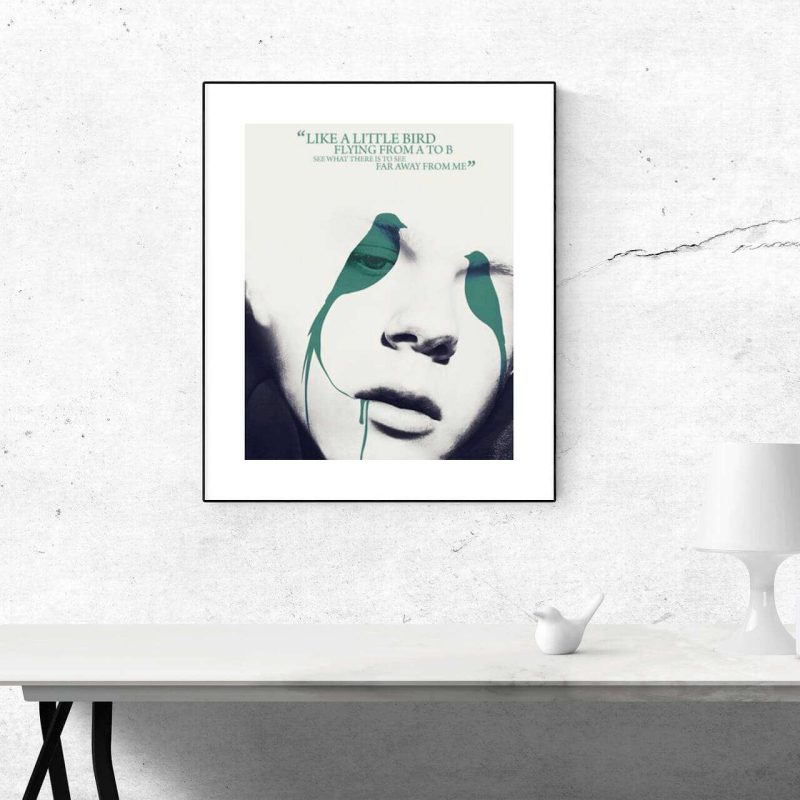 “LIKE A LITTLE BIRD
FLYING FROM A TO B
SEE WHAT THERE IS TO SEE
FAR AWAY FROM ME”